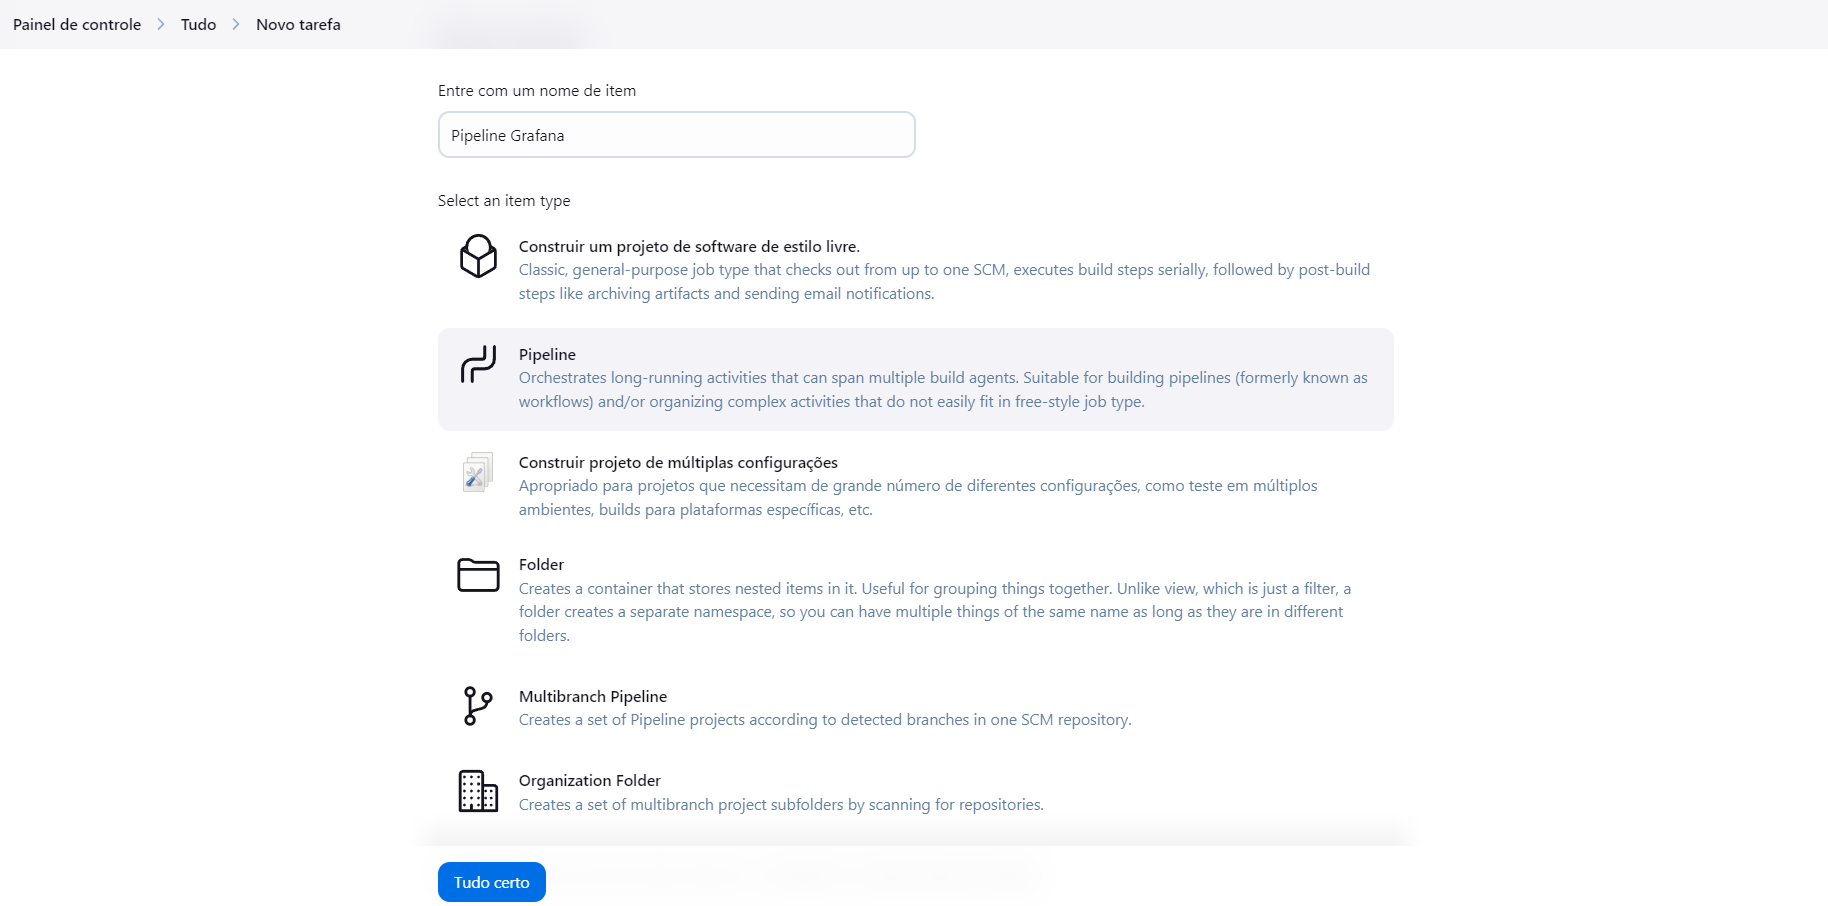 Painel de controle > Tudo > Novo tarefa
Entre com um nome de item
Pipeline Grafana
Select an item type
Construir um projeto de software de estilo livre.
Classic, general-purpose job type that checks out from up to one SCM, executes build steps serially, followed by post-build
steps like archiving artifacts and sending email notifications.
Pipeline
Orchestrates long-running activities that can span multiple build agents. Suitable for building pipelines (formerly known as
workflows) and/or organizing complex activities that do not easily fit in free-style job type.
Construir projeto de múltiplas configurações
Apropriado para projetos que necessitam de grande número de diferentes configurações, como teste em múltiplos
ambientes, builds para plataformas específicas, etc.
Folder
Creates a container that stores nested items in it. Useful for grouping things together. Unlike view, which is just a filter, a
folder creates a separate namespace, so you can have multiple things of the same name as long as they are in different
folders.
Multibranch Pipeline
Creates a set of Pipeline projects according to detected branches in one SCM repository.
Organization Folder
Creates a set of multibranch project subfolders by scanning for repositories.
Tudo certo